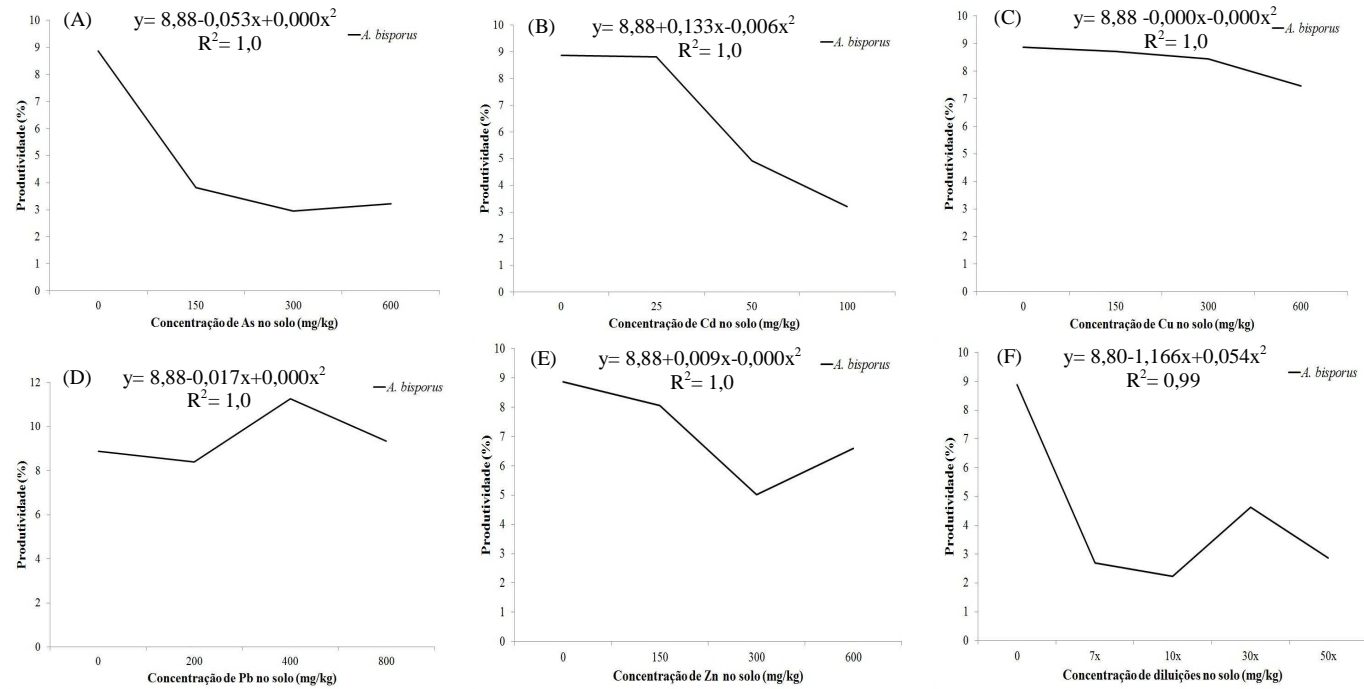 (A)
y= 8,88-0,053x+0,000x²
R²= 1,0
A. bisporus
Produtividade (%)
10
9
8
7
6
5
4
3
2
1
0
0 150 300 600
Concentração de As no solo (mg/kg)
(B)
y= 8,88+0,133x-0,006x²
R²= 1,0
A. bisporus
Produtividade (%)
10
9
8
7
6
5
4
3
2
1
0
0 25 50 100
Concentração de Cd no solo (mg/kg)
(C)
y= 8,88 -0,000x-0,000x²
R²= 1,0
A. bisporus
Produtividade (%)
10
9
8
7
6
5
4
3
2
1
0
0 150 300 600
Concentração de Cu no solo (mg/kg)
(D)
y= 8,88-0,017x+0,000x²
R²= 1,0
A. bisporus
Produtividade (%)
12
10
8
6
4
2
0
0 200 400 800
Concentração de Pb no solo (mg/kg)
(E)
y= 8,88+0,009x-0,000x²
R²= 1,0
A. bisporus
Produtividade (%)
10
9
8
7
6
5
4
3
2
1
0
0 150 300 600
Concentração de Zn no solo (mg/kg)
(F)
y= 8,80-1,166x+0,054x²
R²= 0,99
A. bisporus
Produtividade (%)
10
9
8
7
6
5
4
3
2
1
0
0 7x 10x 30x 50x
Concentração de diluições no solo (mg/kg)